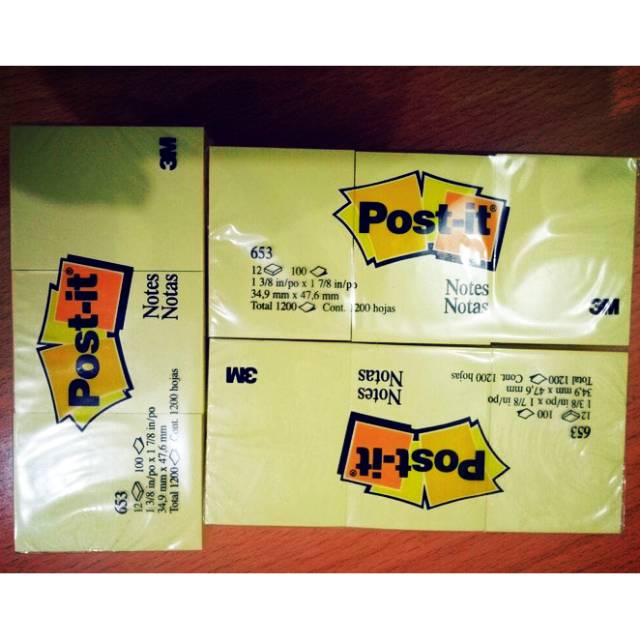 3M
Post-it®
Notes
Notas
653
12 100
1 3/8 in/po x 1 7/8 in/po
34,9 mm x 47,6 mm
Total 1200 Cont. 1200 hojas
Post-it®
Notes
Notas
653
12 100
1 3/8 in/po x 1 7/8 in/po
34,9 mm x 47,6 mm
Total 1200 Cont. 1200 hojas
3M
Post-it®
Notes
Notas
653
12 100
1 3/8 in/po x 1 7/8 in/po
34,9 mm x 47,6 mm
Total 1200 Cont. 1200 hojas
3M